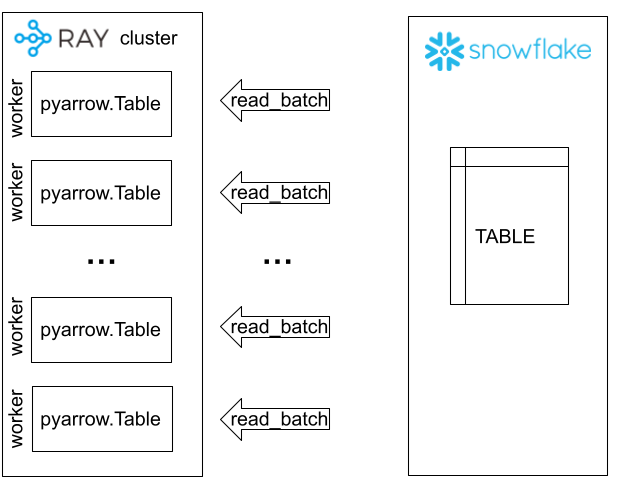 RAY cluster
snowflake
worker
pyarrow.Table
read_batch
worker
pyarrow.Table
read_batch
TABLE
...
...
worker
pyarrow.Table
read_batch
worker
pyarrow.Table
read_batch